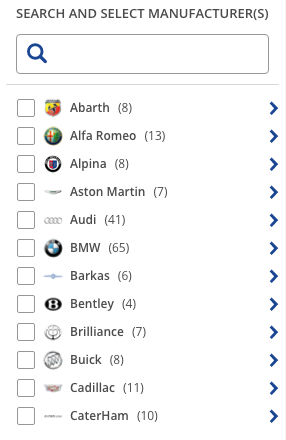 SEARCH AND SELECT MANUFACTURER(S)
Abarth (8)
Alfa Romeo (13)
Alpina (8)
Aston Martin (7)
Audi (41)
BMW (65)
Barkas (6)
Bentley (4)
Brilliance (7)
Buick (8)
Cadillac (11)
CaterHam (10)